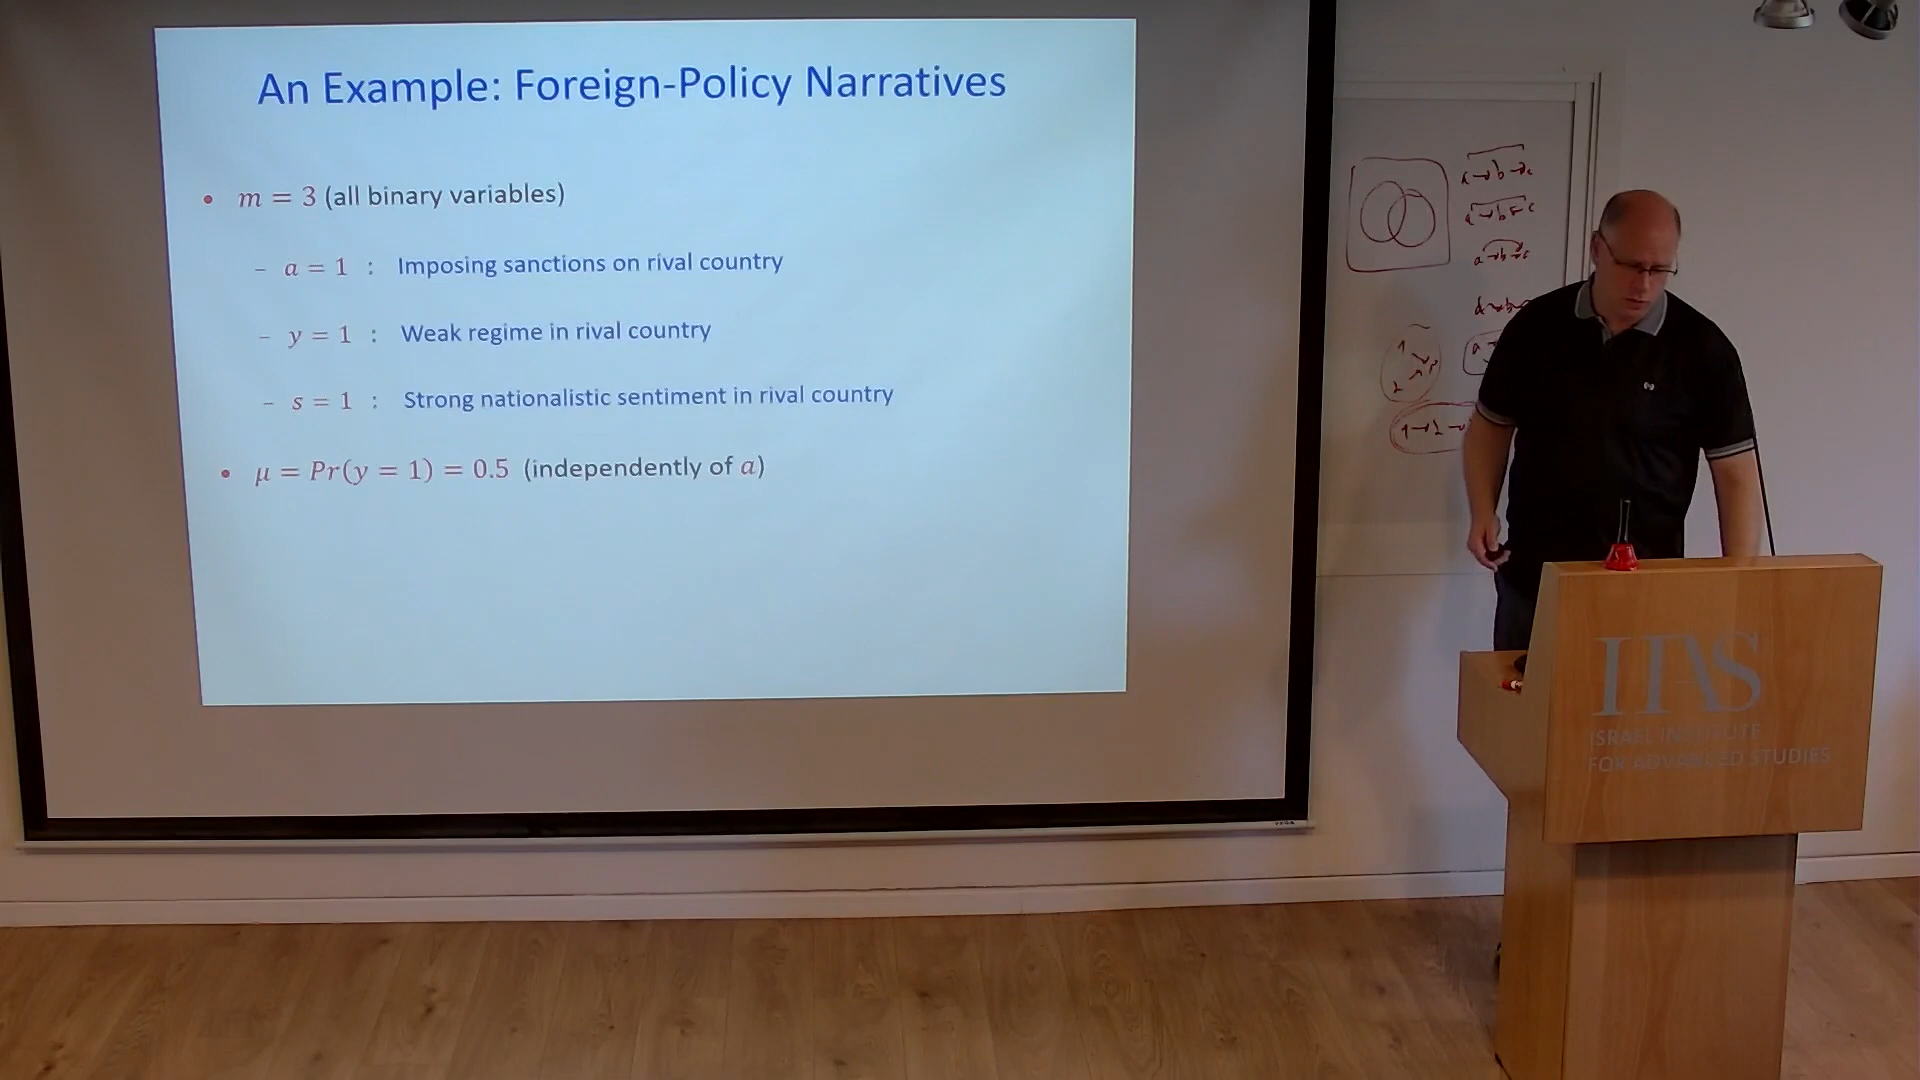 An Example: Foreign-Policy Narratives
• m = 3 (all binary variables)
– a = 1 : Imposing sanctions on rival country
– y = 1 : Weak regime in rival country
– s = 1 : Strong nationalistic sentiment in rival country
• μ = Pr(y = 1) = 0.5 (independently of a)
a→b→c
a→b←c
IIAS
ISRAEL INSTITUTE
FOR ADVANCED STUDIES